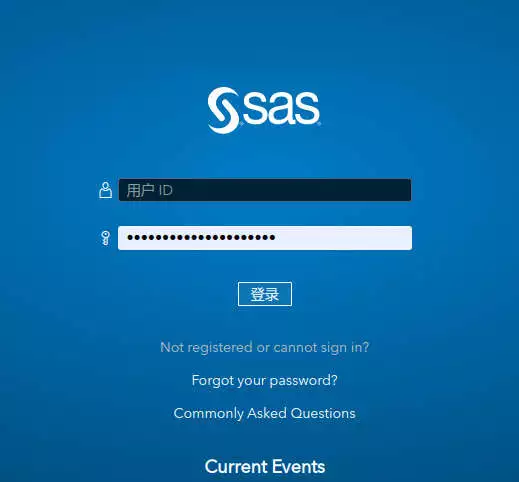 sas
用户 ID
•••••••••••••••••••••
登录
Not registered or cannot sign in?
Forgot your password?
Commonly Asked Questions
Current Events